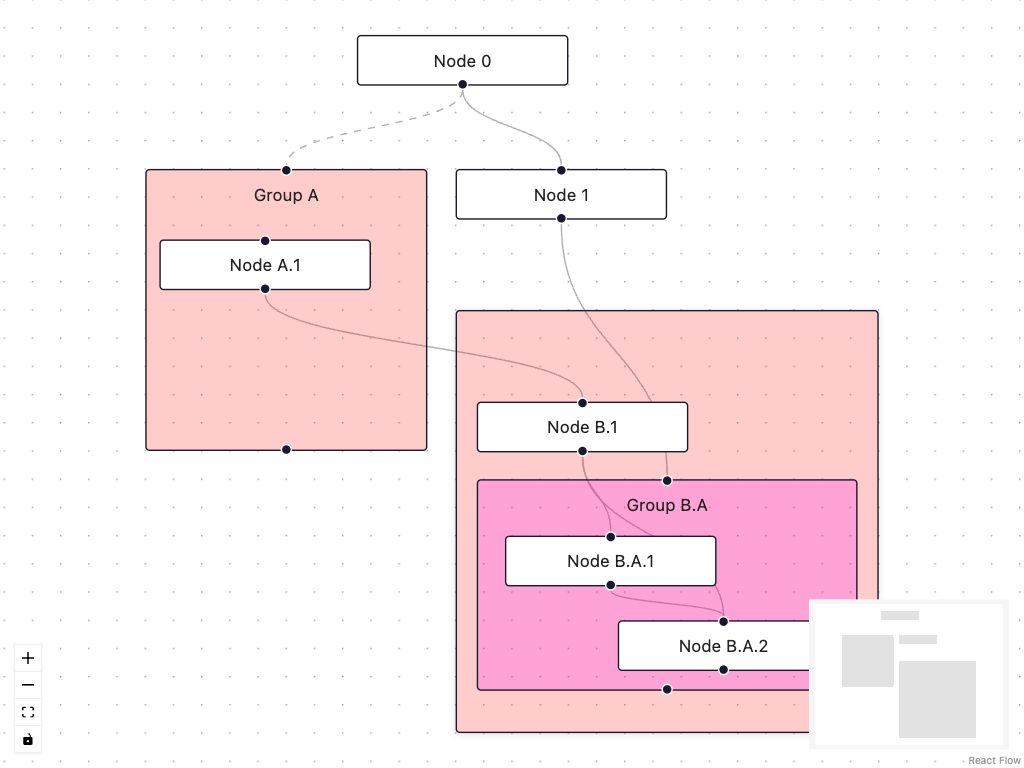 Node 0
Group A
Node 1
Node A.1
Node B.1
Group B.A
Node B.A.1
Node B.A.2
React Flow